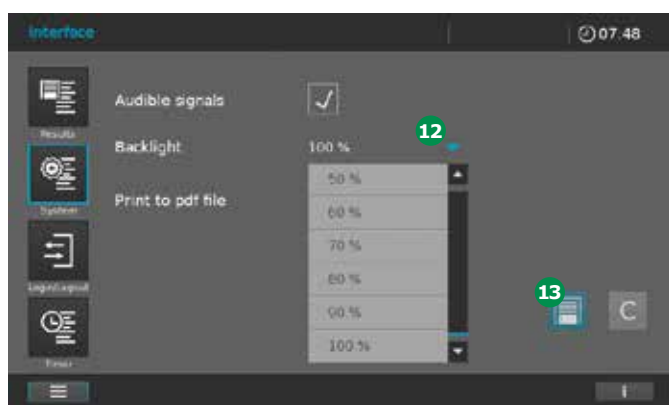 interface
07.48
Audible signals
Results
12
Backlight
100 %
50 %
System
Print to pdf file
60 %
70 %
80 %
Login/Logout
13
90 %
C
100 %
Timer
i